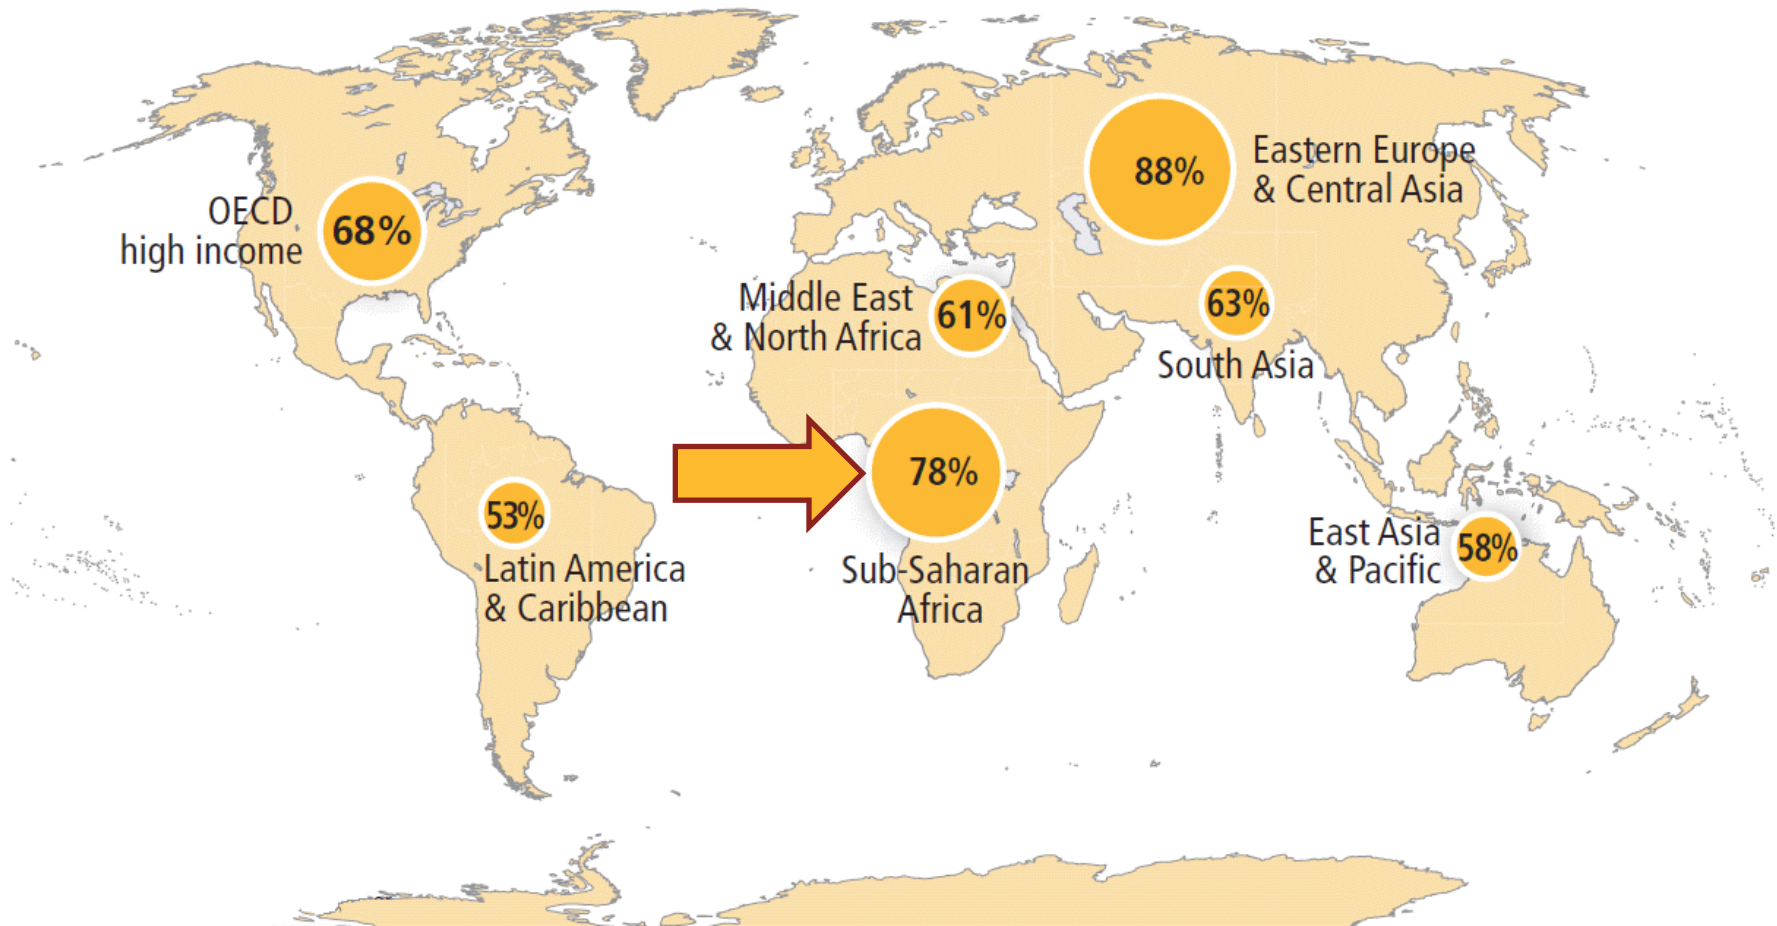 88%
Eastern Europe
& Central Asia
OECD
high income
68%
Middle East
& North Africa
61%
63%
South Asia
78%
Sub-Saharan
Africa
53%
Latin America
& Caribbean
East Asia
& Pacific
58%